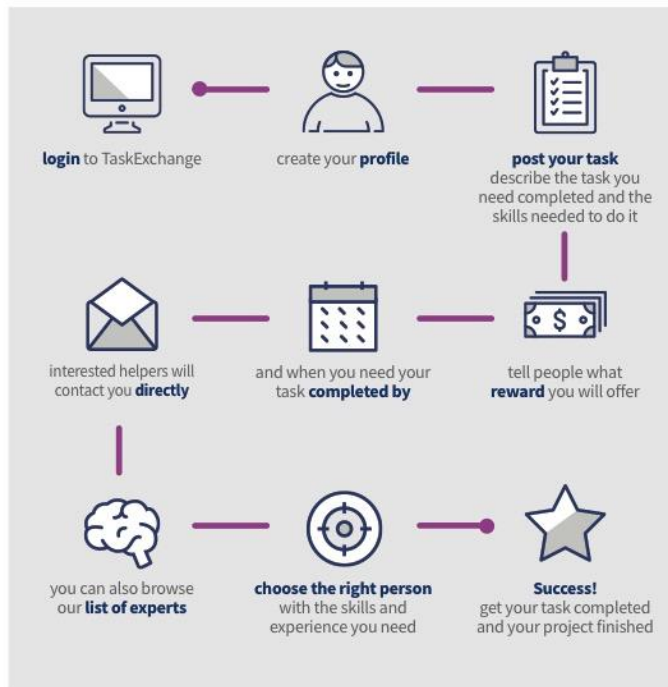 login to TaskExchange
create your profile
post your task
describe the task you
need completed and the
skills needed to do it
$
tell people what
reward you will offer
and when you need your
task completed by
interested helpers will
contact you directly
you can also browse
our list of experts
choose the right person
with the skills and
experience you need
Success!
get your task completed
and your project finished